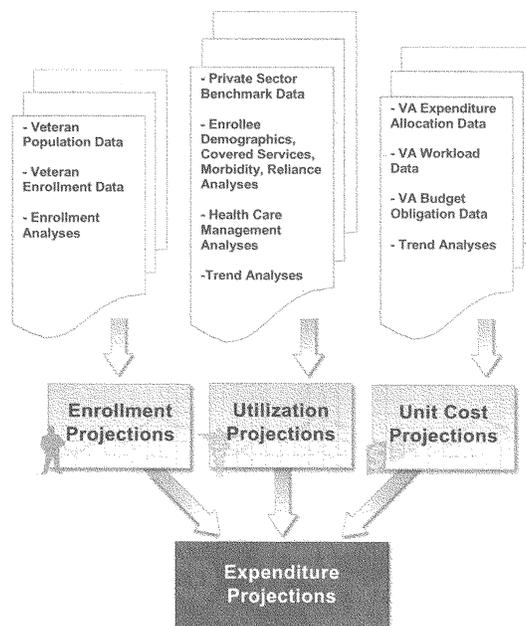 - Veteran
Population Data
- Veteran
Enrollment Data
- Enrollment
Analyses
- Private Sector
Benchmark Data
- Enrollee
Demographics,
Covered Services,
Morbidity, Reliance
Analyses
- Health Care
Management
Analyses
-Trend Analyses
- VA Expenditure
Allocation Data
- VA Workload
Data
- VA Budget
Obligation Data
- Trend Analyses
Enrollment
Projections
Utilization
Projections
Unit Cost
Projections
Expenditure
Projections